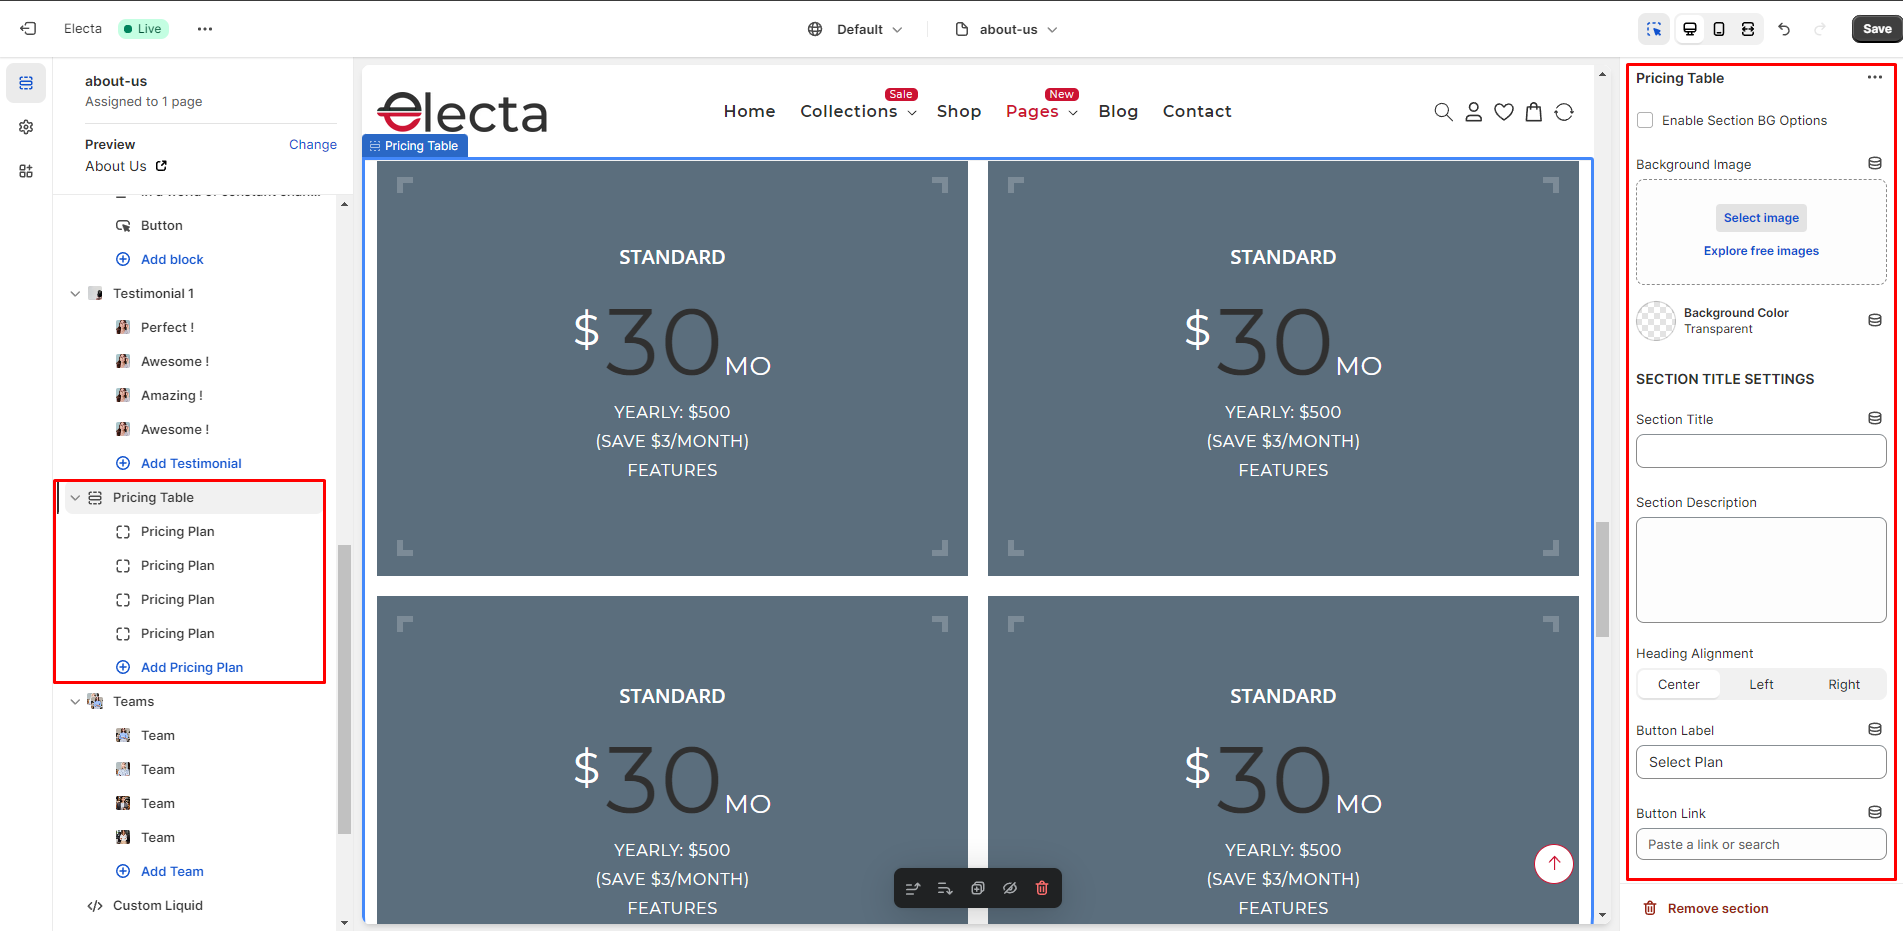 Electa
Live
Default
about-us
Save
about-us
Assigned to 1 page
Preview
Change
About Us
in a world of constant chan...
Button
Add block
Testimonial 1
Perfect !
Awesome !
Amazing !
Awesome !
Add Testimonial
Pricing Table
Pricing Plan
Pricing Plan
Pricing Plan
Pricing Plan
Add Pricing Plan
Teams
Team
Team
Team
Team
Add Team
Custom Liquid
electa
Home
Collections
Sale
Shop
Pages
New
Blog
Contact
Pricing Table
STANDARD
$30 MO
YEARLY: $500
(SAVE $3/MONTH)
FEATURES
STANDARD
$30 MO
YEARLY: $500
(SAVE $3/MONTH)
FEATURES
STANDARD
$30 MO
YEARLY: $500
(SAVE $3/MONTH)
FEATURES
STANDARD
$30 MO
YEARLY: $500
(SAVE $3/MONTH)
FEATURES
Pricing Table
Enable Section BG Options
Background Image
Select image
Explore free images
Background Color
Transparent
SECTION TITLE SETTINGS
Section Title
Section Description
Heading Alignment
Center Left Right
Button Label
Select Plan
Button Link
Paste a link or search
Remove section